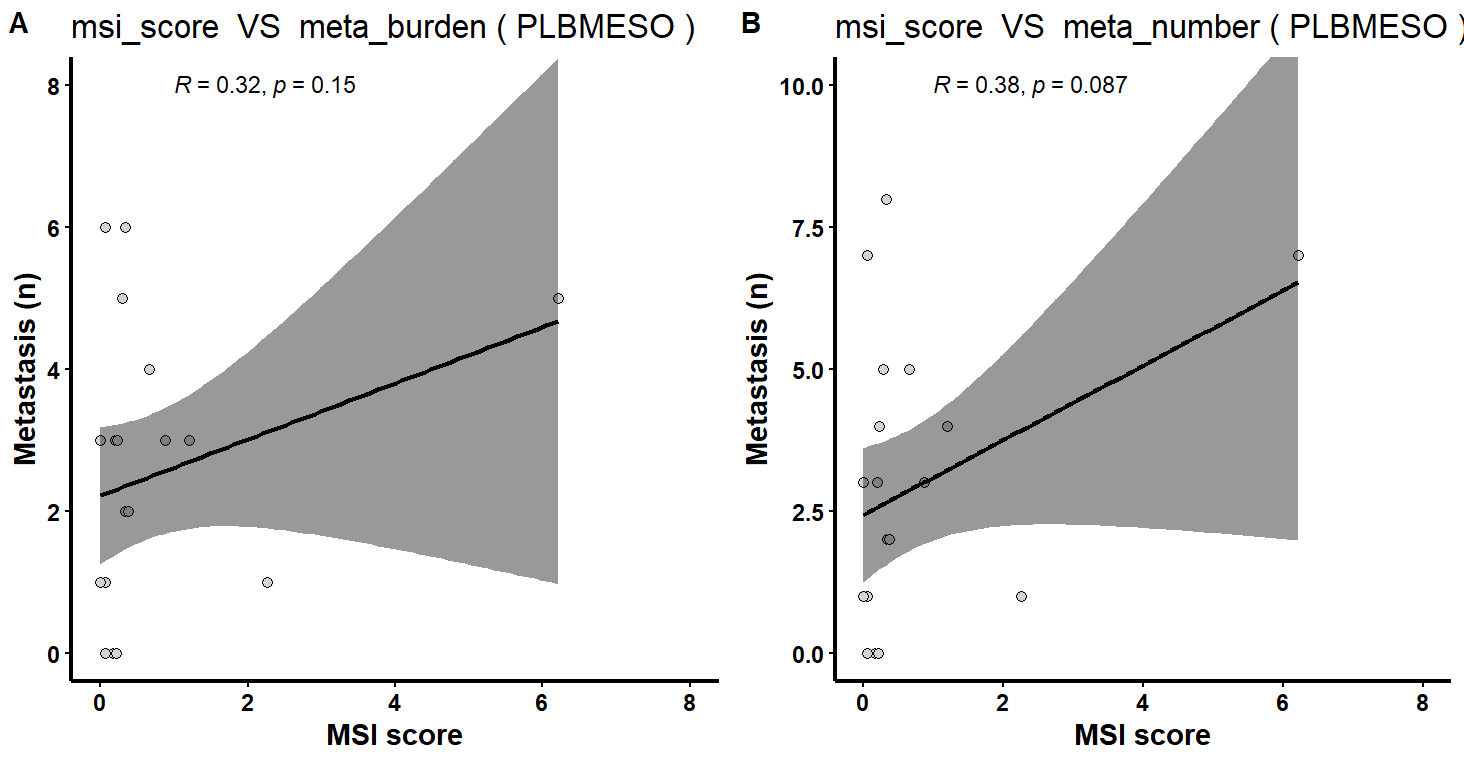 A
msi_score VS meta_burden ( PLBMESO )
R = 0.32, p = 0.15
8
6
4
2
0
Metastasis (n)
0 2 4 6 8
MSI score
B
msi_score VS meta_number ( PLBMESO )
R = 0.38, p = 0.087
10.0
7.5
5.0
2.5
0.0
Metastasis (n)
0 2 4 6 8
MSI score